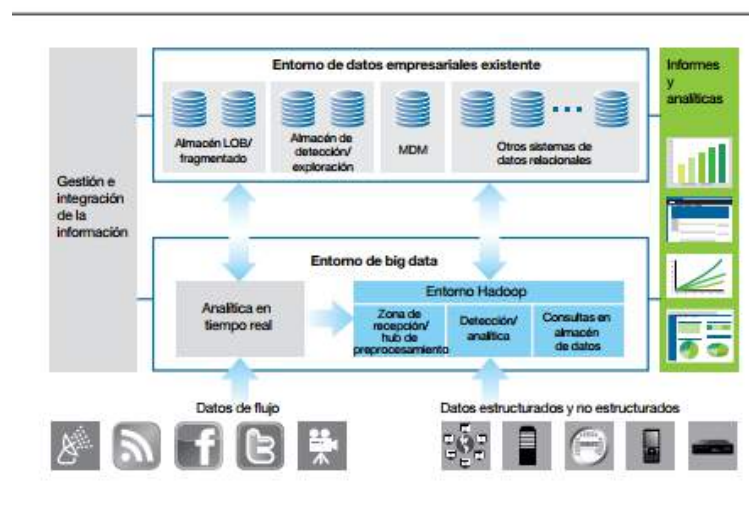 Entorno de datos empresariales existente
Informes
y
analíticas
Almacén LOB/
fragmentado
Almacén de
detección/
exploración
MDM
Otros sistemas de
datos relacionales
Gestión e
integración
de la
información
Entorno de big data
Analítica en
tiempo real
Entorno Hadoop
Zona de
recepción/
hub de
preprocesamiento
Detección/
analítica
Consultas en
almacén
de datos
Datos de flujo
Datos estructurados y no estructurados